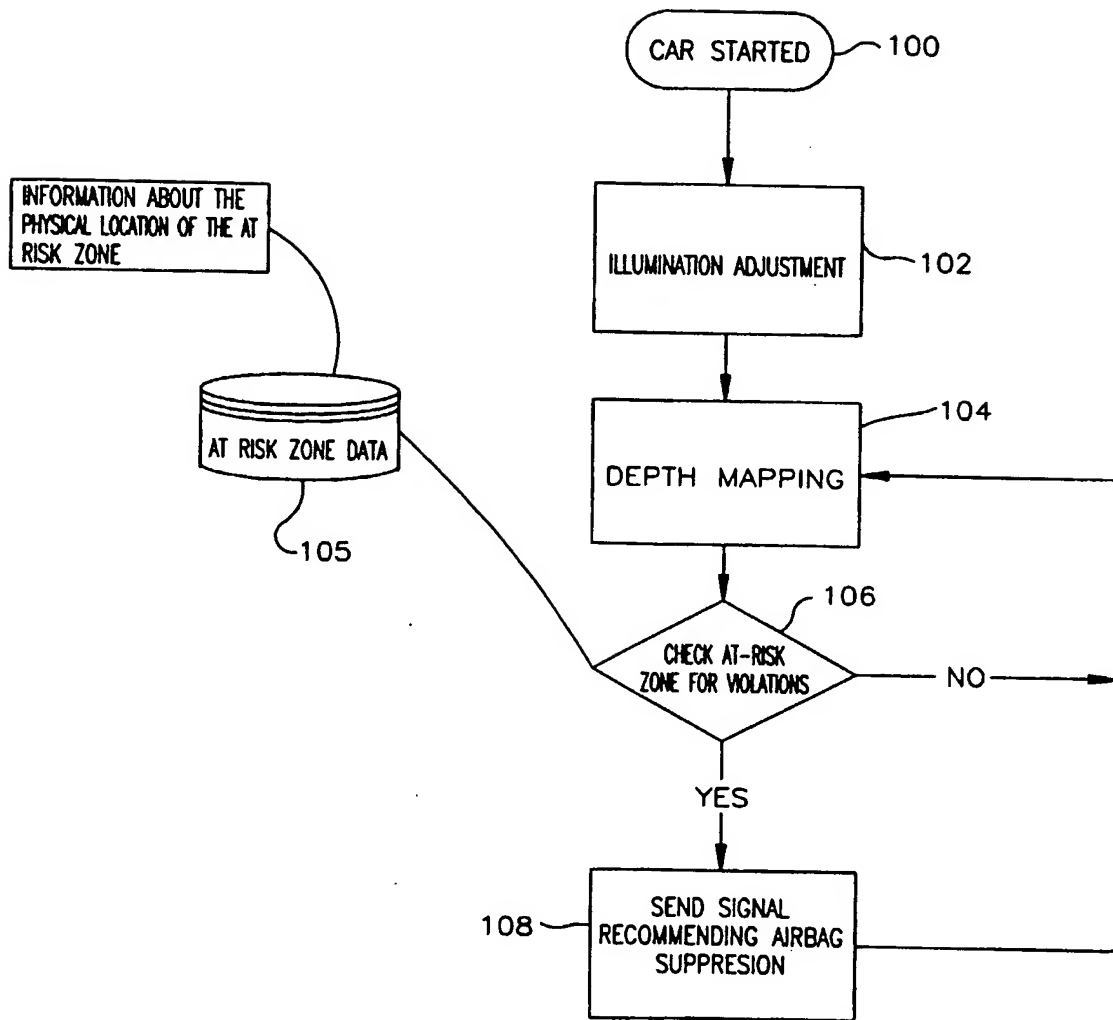 CAR STARTED
100
INFORMATION ABOUT THE
PHYSICAL LOCATION OF THE AT
RISK ZONE
ILLUMINATION ADJUSTMENT
102
AT RISK ZONE DATA
105
104
DEPTH MAPPING
106
CHECK AT-RISK
ZONE FOR VIOLATIONS
NO
YES
108
SEND SIGNAL
RECOMMENDING AIRBAG
SUPPRESION